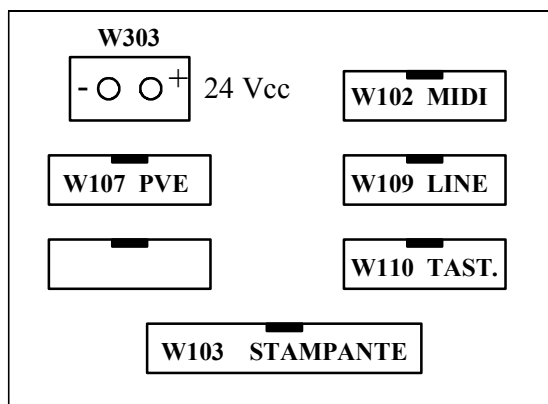 W303
- + 24 Vcc
W102 MIDI
W107 PVE
W109 LINE
W110 TAST.
W103 STAMPANTE